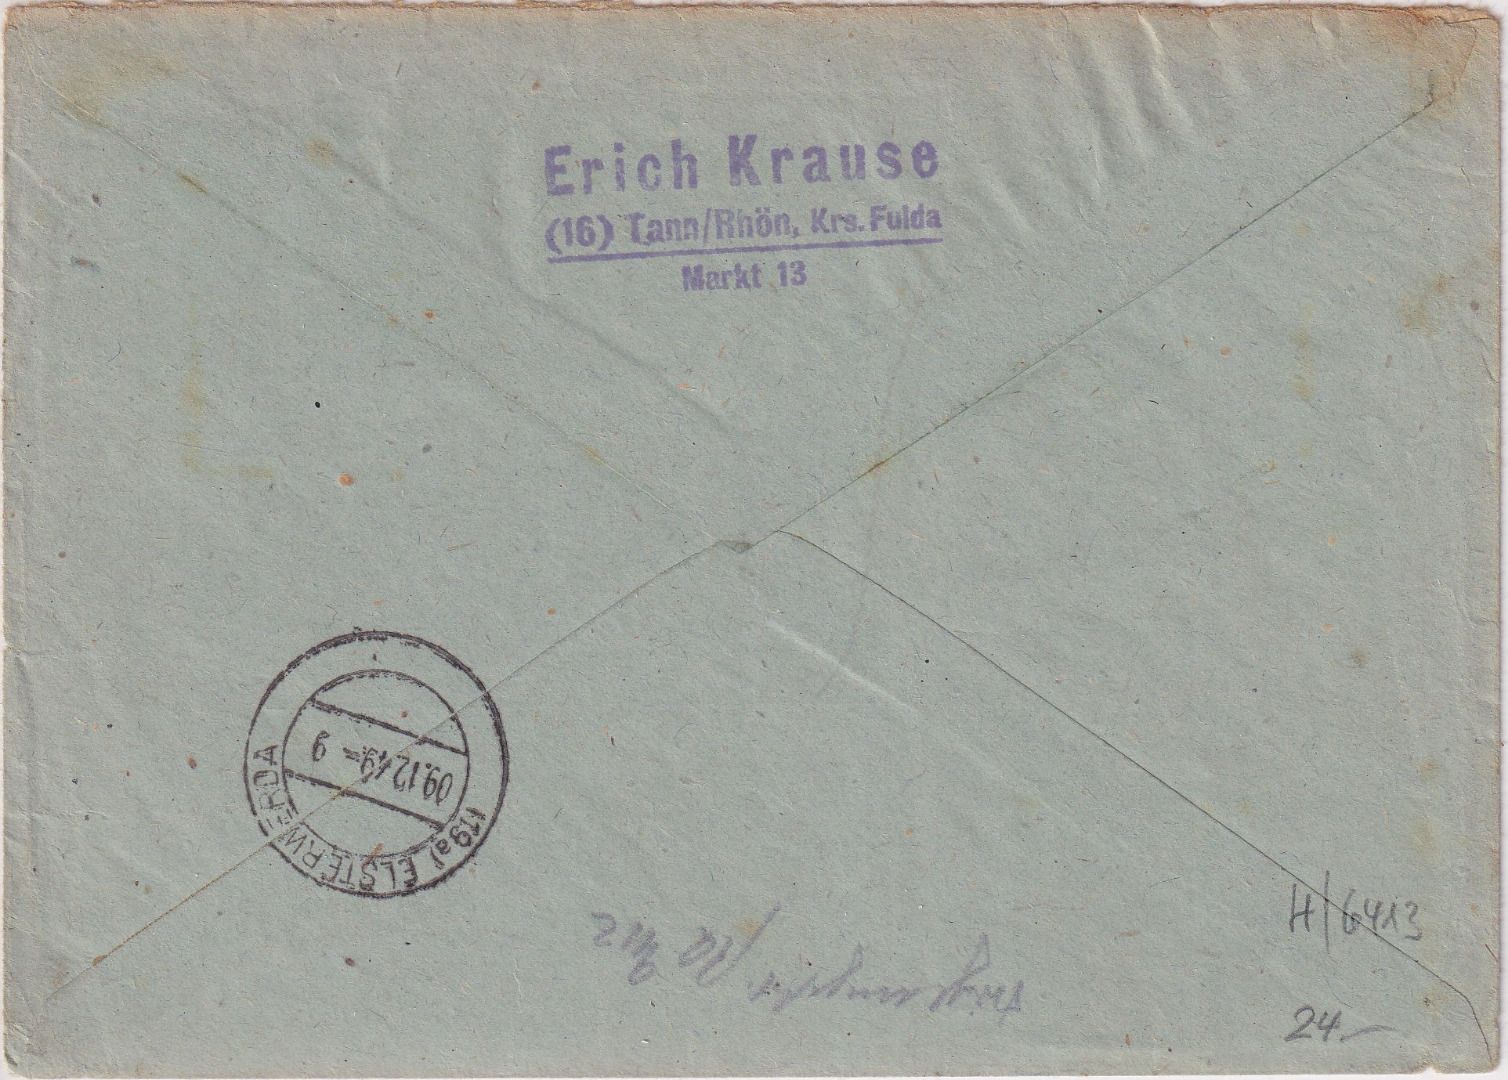 Erich Krause
(16) Tann/Rhön, Krs. Fulda
Markt 13
(19a) ELSTERWERDA
09.12.49.- 9
H/6413
24.-